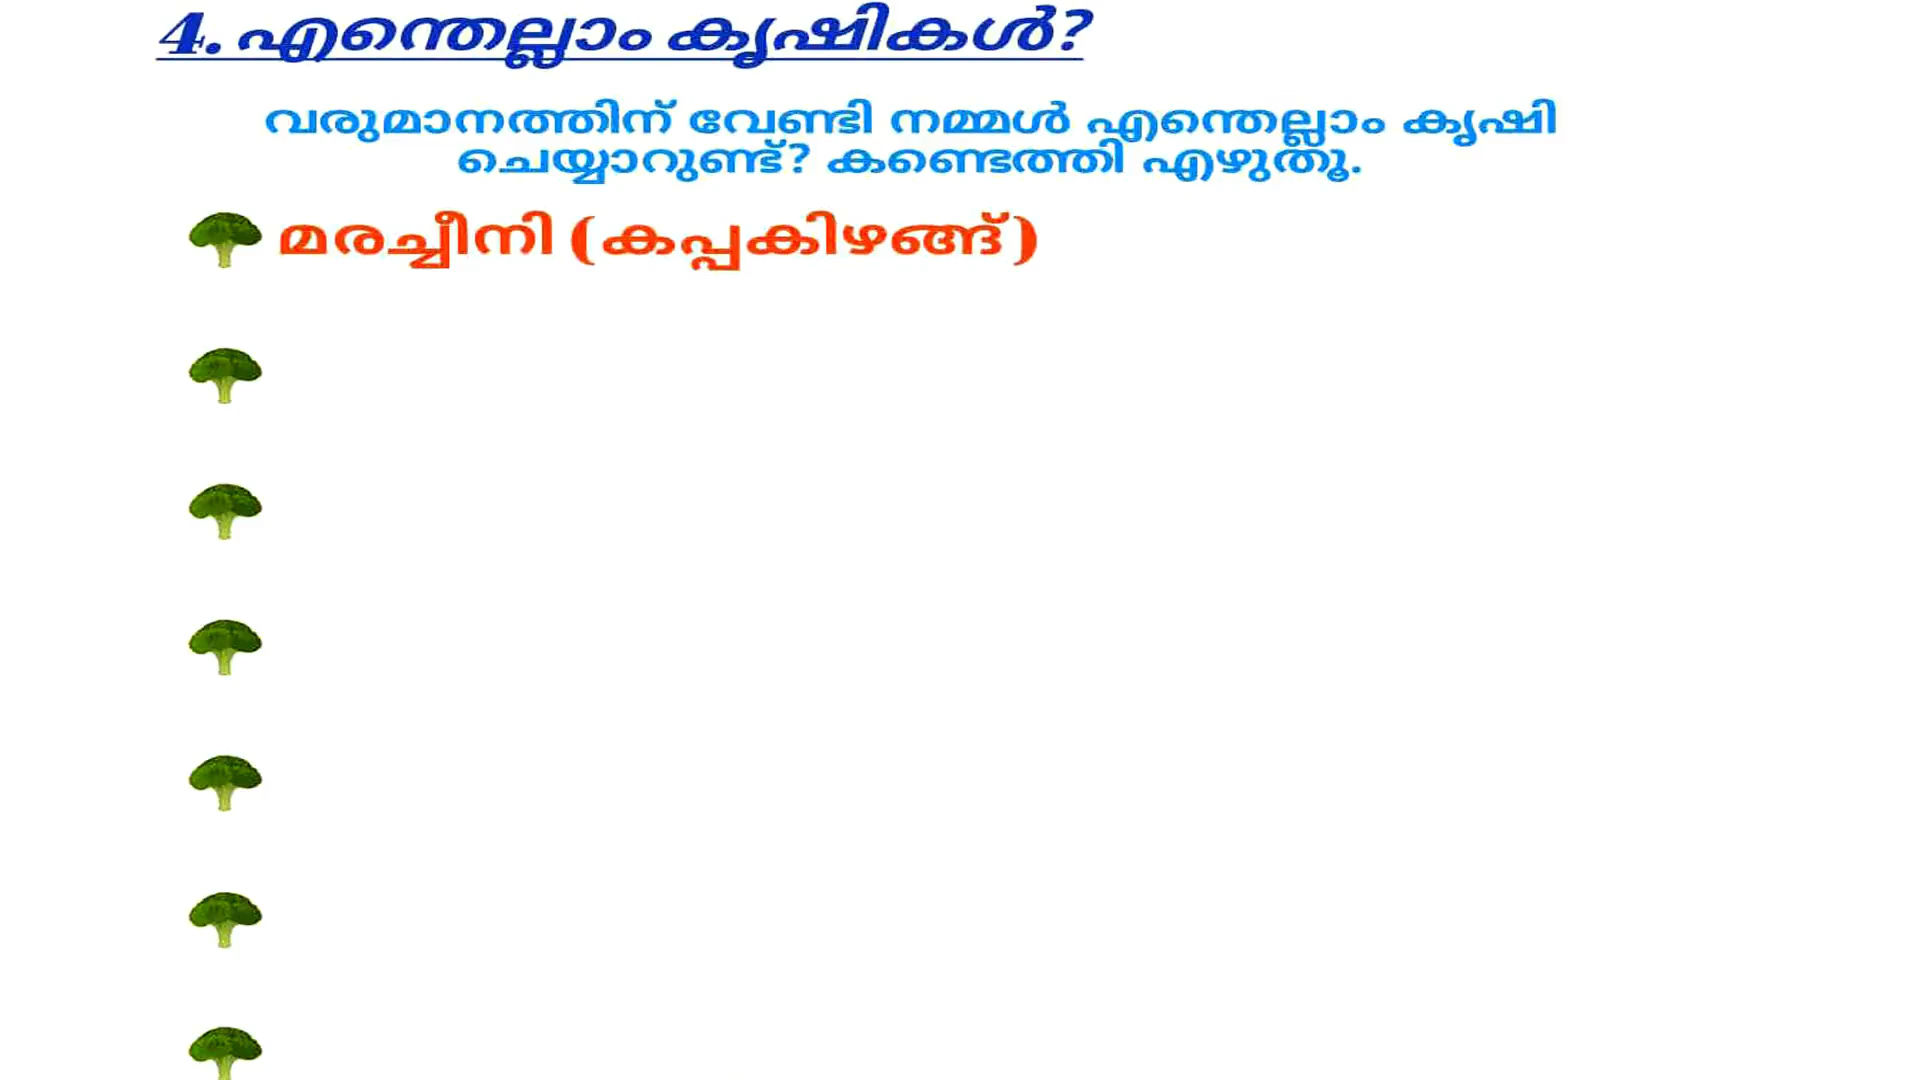 4. എന്തെല്ലാം കൃഷികൾ?
വരുമാനത്തിന് വേണ്ടി നമ്മൾ എന്തെല്ലാം കൃഷി
ചെയ്യാറുണ്ട്? കണ്ടെത്തി എഴുതൂ.
മരച്ചീനി (കപ്പകിഴങ്ങ്)